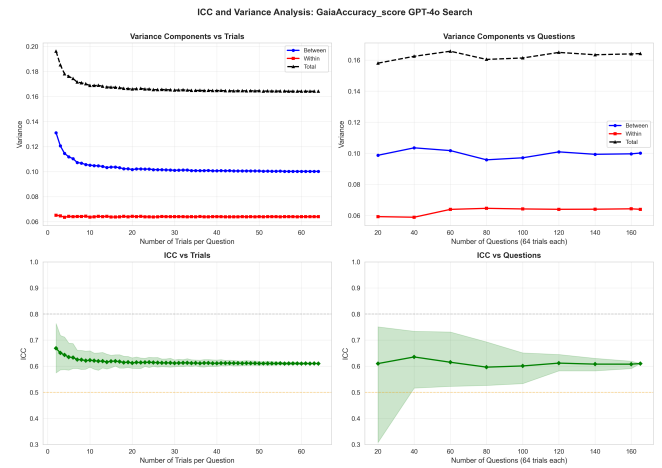 ICC and Variance Analysis: GaiaAccuracy_score GPT-4o Search
Variance Components vs Trials
Variance
0.20
0.18
0.16
0.14
0.12
0.10
0.08
0.06
Between
Within
Total
0 10 20 30 40 50 60
Number of Trials per Question
Variance Components vs Questions
Variance
0.16
0.14
0.12
0.10
0.08
0.06
Between
Within
Total
20 40 60 80 100 120 140 160
Number of Questions (64 trials each)
ICC vs Trials
ICC
1.0
0.9
0.8
0.7
0.6
0.5
0.4
0.3
0 10 20 30 40 50 60
Number of Trials per Question
ICC vs Questions
ICC
1.0
0.9
0.8
0.7
0.6
0.5
0.4
0.3
20 40 60 80 100 120 140 160
Number of Questions (64 trials each)